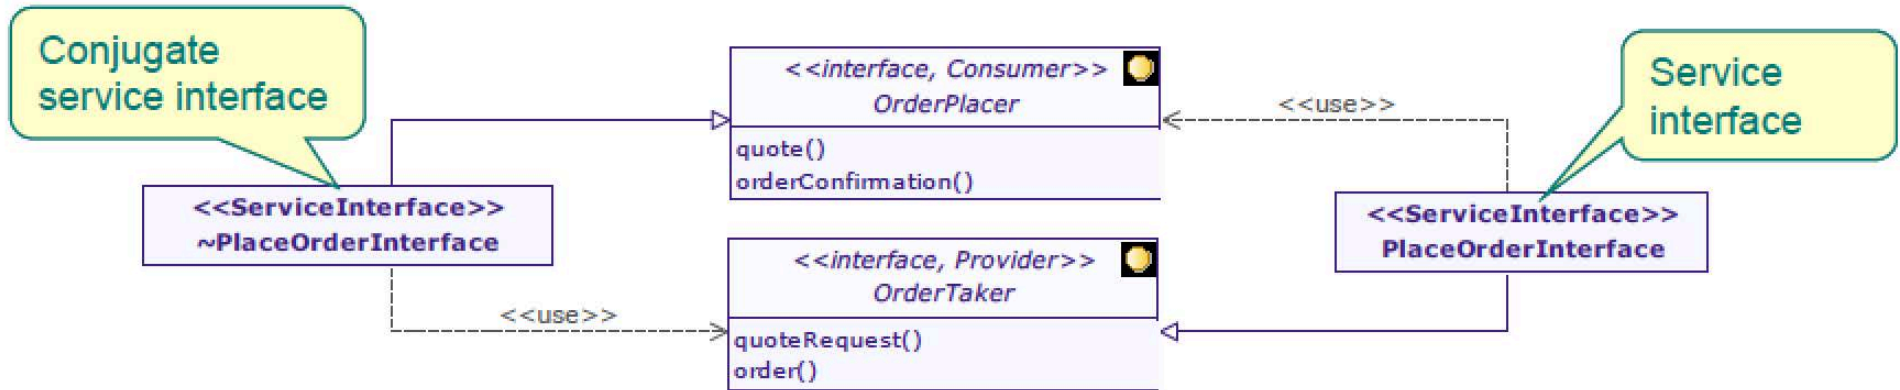 Conjugate
service interface
<<interface, Consumer>>
OrderPlacer
quote()
orderConfirmation()
<<use>>
Service
interface
<<ServiceInterface>>
~PlaceOrderInterface
<<ServiceInterface>>
PlaceOrderInterface
<<interface, Provider>>
OrderTaker
quoteRequest()
order()
<<use>>